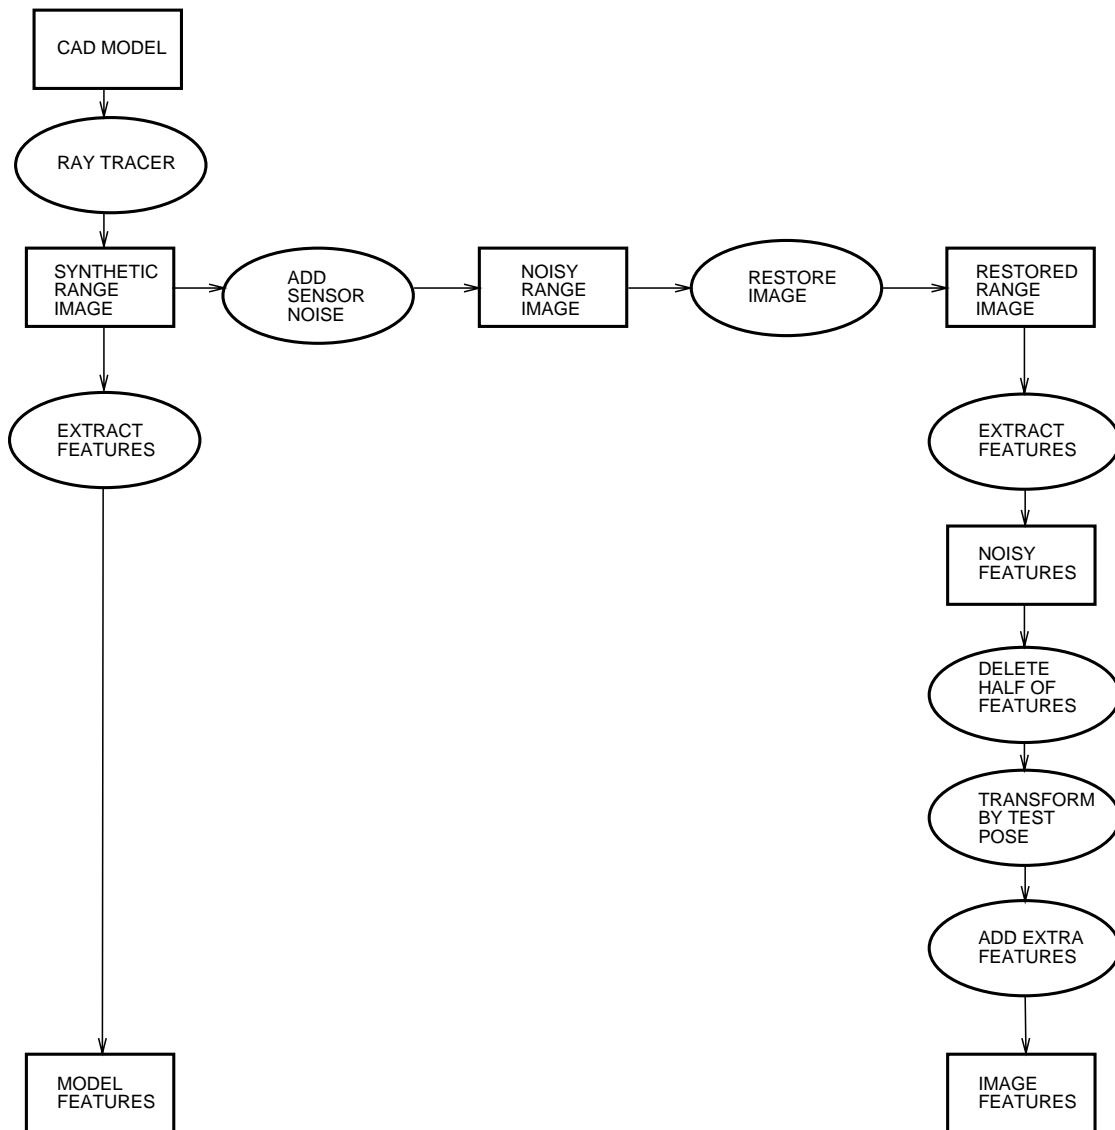 CAD MODEL
RAY TRACER
SYNTHETIC
RANGE
IMAGE
ADD
SENSOR
NOISE
NOISY
RANGE
IMAGE
RESTORE
IMAGE
RESTORED
RANGE
IMAGE
EXTRACT
FEATURES
EXTRACT
FEATURES
NOISY
FEATURES
DELETE
HALF OF
FEATURES
TRANSFORM
BY TEST
POSE
ADD EXTRA
FEATURES
MODEL
FEATURES
IMAGE
FEATURES